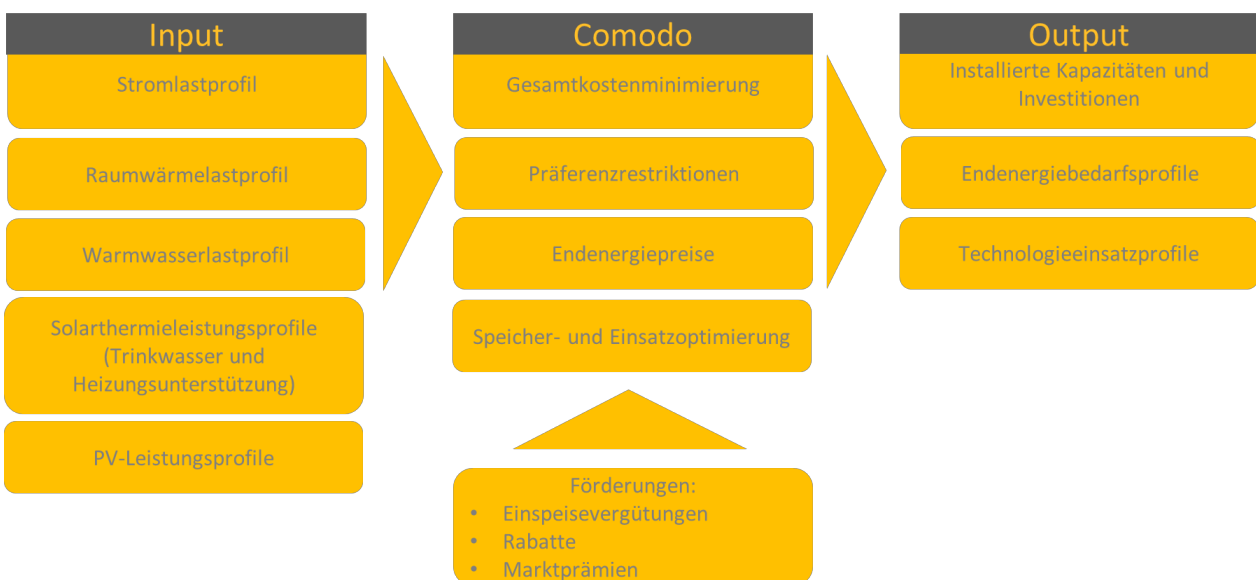 Input
Stromlastprofil
Raumwärmelastprofil
Warmwasserlastprofil
Solarthermieleistungsprofile
(Trinkwasser und
Heizungsunterstützung)
PV-Leistungsprofile
Comodo
Gesamtkostenminimierung
Präferenzrestriktionen
Endenergiepreise
Speicher- und Einsatzoptimierung
Förderungen:
• Einspeisevergütungen
• Rabatte
• Marktprämien
Output
Installierte Kapazitäten und
Investitionen
Endenergiebedarfsprofile
Technologieeinsatzprofile